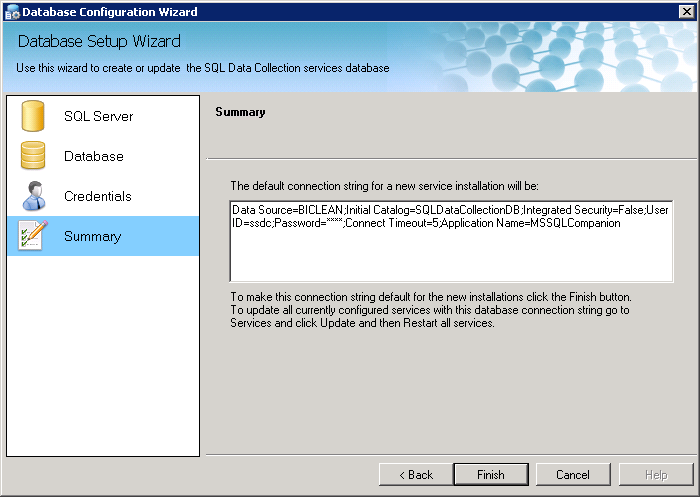 Database Configuration Wizard
Database Setup Wizard
Use this wizard to create or update  the SQL Data Collection services database
SQL Server
Database
Credentials
Summary
Summary
The default connection string for a new service installation will be:
Data Source=BICLEAN;Initial Catalog=SQLDataCollectionDB;Integrated Security=False;User
ID=ssdc;Password=****;Connect Timeout=5;Application Name=MSSQLCompanion
To make this connection string default for the new installations click the Finish button.
To update all currently configured services with this database connection string go to
Services and click Update and then Restart all services.
< Back
Finish
Cancel
Help